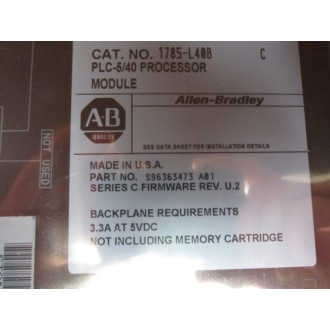 CAT. NO. 1785-L40B C
PLC-5/40 PROCESSOR
MODULE
AB
QUALITY
Allen-Bradley
SEE DATA SHEET FOR INSTALLATION DETAILS
NOT USED
MADE IN U.S.A.
PART NO. S96363473 A01
SERIES C FIRMWARE REV. U.2
BACKPLANE REQUIREMENTS
3.3A AT 5VDC
NOT INCLUDING MEMORY CARTRIDGE